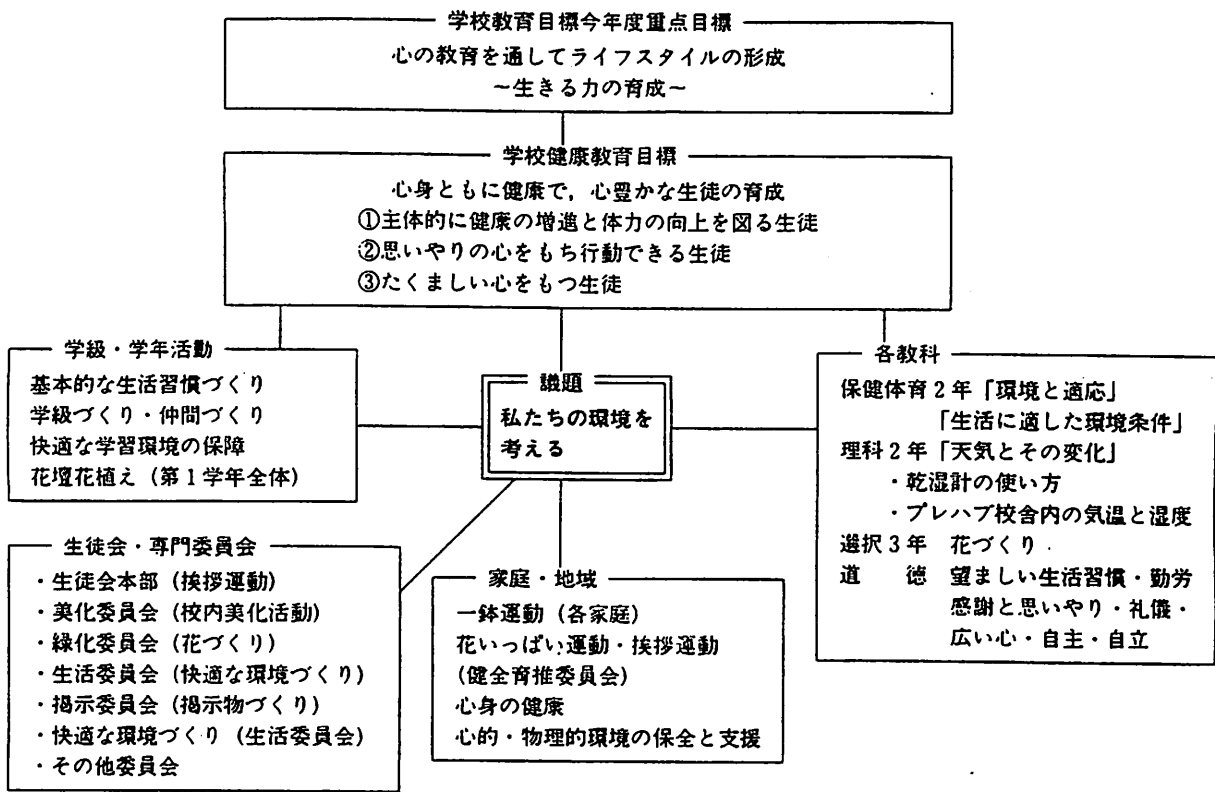 学校教育目標今年度重点目標
心の教育を通してライフスタイルの形成
～生きる力の育成～
学校健康教育目標
心身ともに健康で，心豊かな生徒の育成
①主体的に健康の増進と体力の向上を図る生徒
②思いやりの心をもち行動できる生徒
③たくましい心をもつ生徒
学級・学年活動
基本的な生活習慣づくり
学級づくり・仲間づくり
快適な学習環境の保障
花壇花植え（第1学年全体）
議題
私たちの環境を
考える
各教科
保健体育2年「環境と適応」
「生活に適した環境条件」
理科2年「天気とその変化」
・乾湿計の使い方
・プレハブ校舎内の気温と湿度
選択3年 花づくり
道 徳 望ましい生活習慣・勤労
感謝と思いやり・礼儀・
広い心・自主・自立
生徒会・専門委員会
・生徒会本部（挨拶運動）
・美化委員会（校内美化活動）
・緑化委員会（花づくり）
・生活委員会（快適な環境づくり）
・掲示委員会（掲示物づくり）
・快適な環境づくり（生活委員会）
・その他委員会
家庭・地域
一鉢運動（各家庭）
花いっぱい運動・挨拶運動
(健全育推委員会)
心身の健康
心的・物理的環境の保全と支援